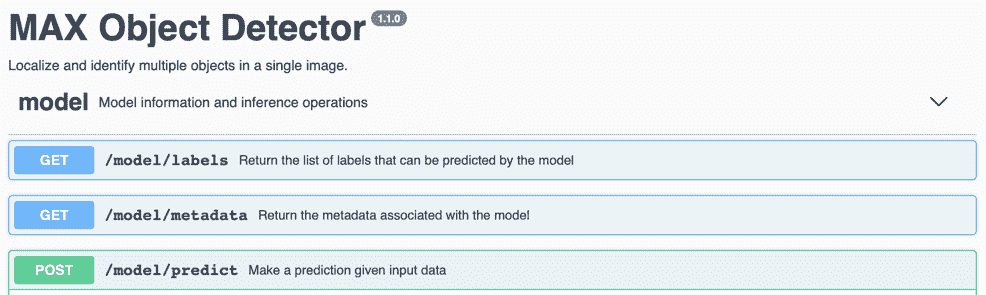 MAX Object Detector 1.1.0
Localize and identify multiple objects in a single image.
model Model information and inference operations
GET /model/labels Return the list of labels that can be predicted by the model
GET /model/metadata Return the metadata associated with the model
POST /model/predict Make a prediction given input data